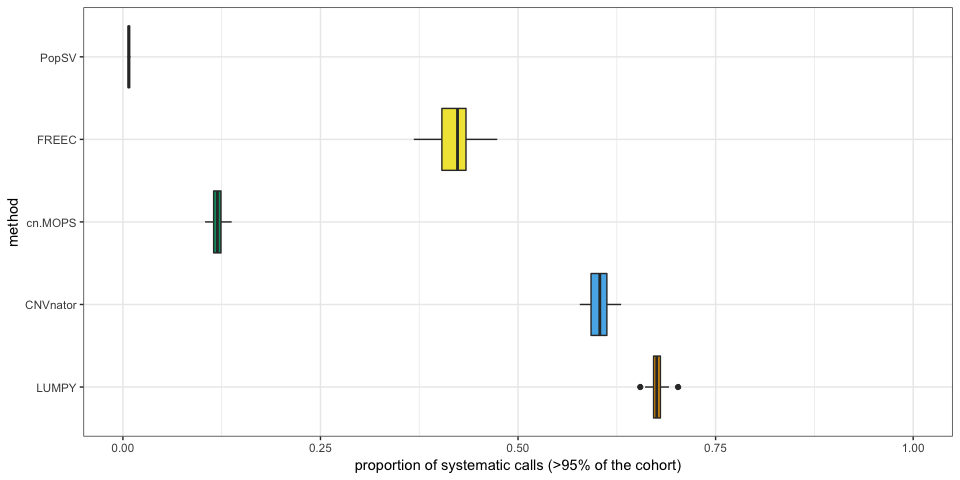 PopSV
FREEC
cn.MOPS
CNVnator
LUMPY
method
0.00 0.25 0.50 0.75 1.00
proportion of systematic calls (>95% of the cohort)